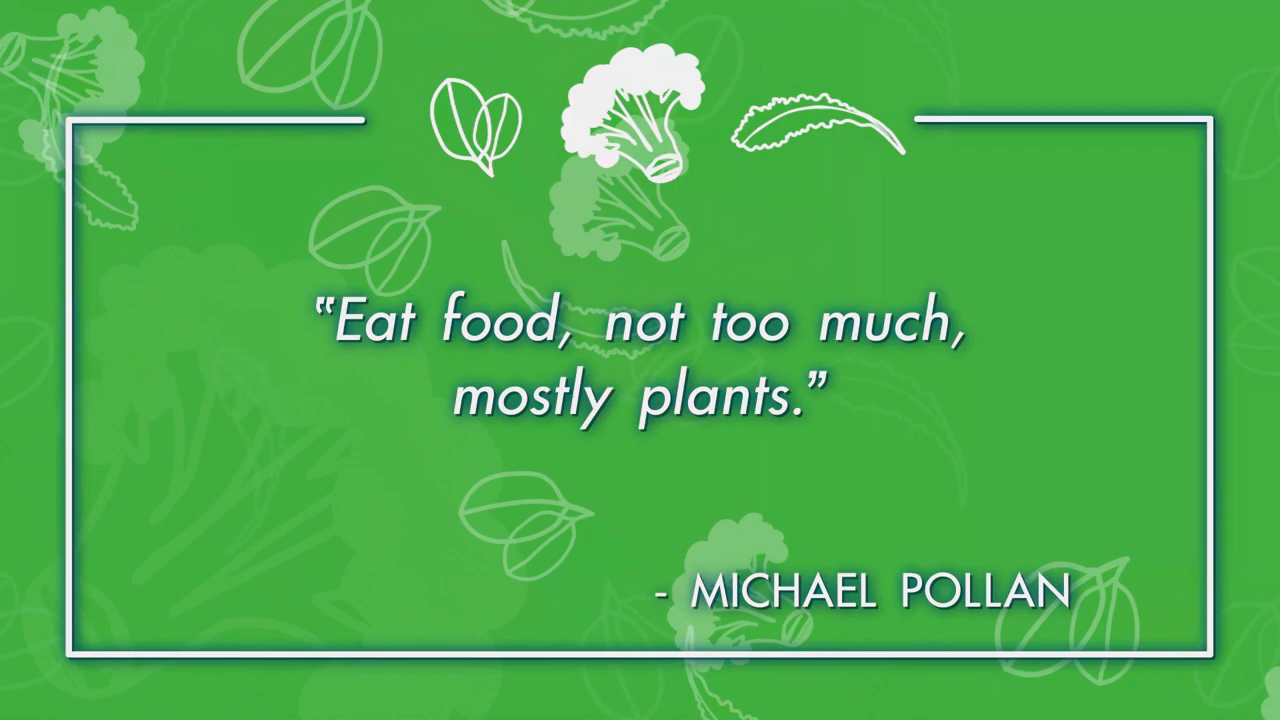 “Eat food, not too much,
mostly plants.”
- MICHAEL POLLAN